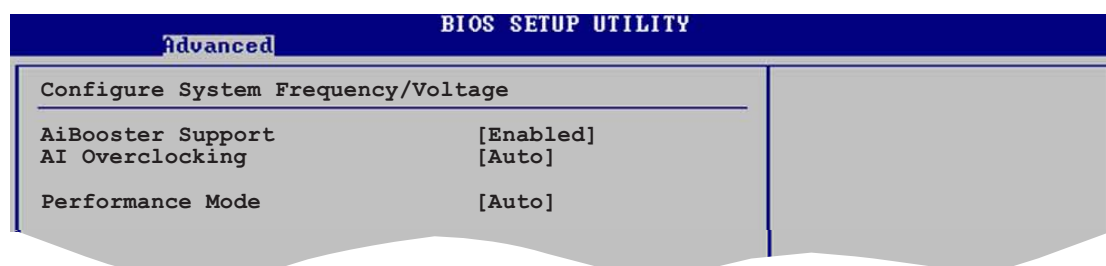 BIOS SETUP UTILITY
Advanced
Configure System Frequency/Voltage
AiBooster Support [Enabled]
AI Overclocking [Auto]
Performance Mode [Auto]